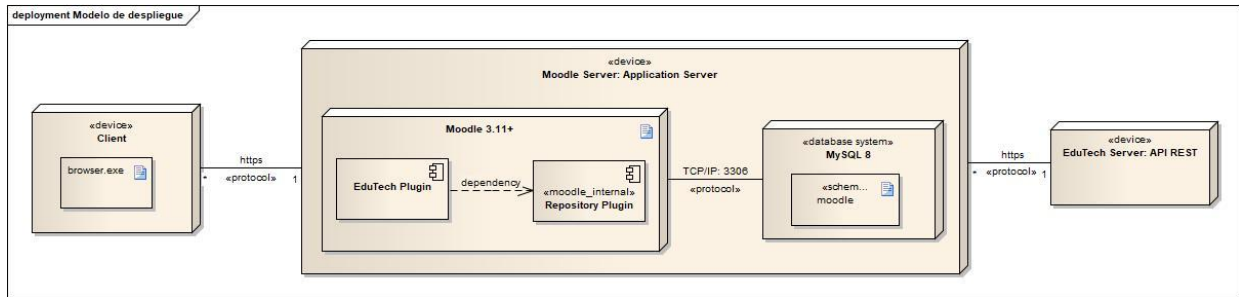 deployment Modelo de despliegue
«device»
Client
browser.exe
https
*
1
«protocol»
«device»
Moodle Server: Application Server
Moodle 3.11+
EduTech Plugin
dependency
«moodle_internal»
Repository Plugin
TCP/IP: 3306
«protocol»
«database system»
MySQL 8
«schem...
moodle
https
*
«protocol»
1
«device»
EduTech Server: API REST